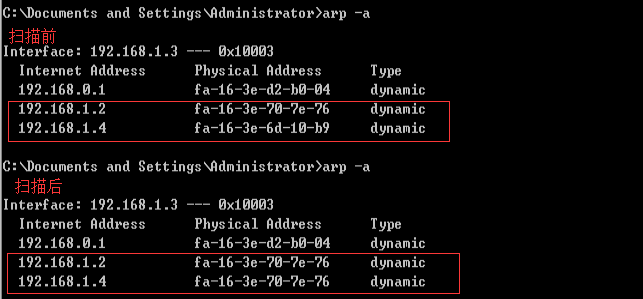 C:\Documents and Settings\Administrator>arp -a
扫描前
Interface: 192.168.1.3 --- 0x10003
Internet Address Physical Address Type
192.168.0.1 fa-16-3e-d2-b0-04 dynamic
192.168.1.2 fa-16-3e-70-7e-76 dynamic
192.168.1.4 fa-16-3e-6d-10-b9 dynamic
C:\Documents and Settings\Administrator>arp -a
扫描后
Interface: 192.168.1.3 --- 0x10003
Internet Address Physical Address Type
192.168.0.1 fa-16-3e-d2-b0-04 dynamic
192.168.1.2 fa-16-3e-70-7e-76 dynamic
192.168.1.4 fa-16-3e-70-7e-76 dynamic